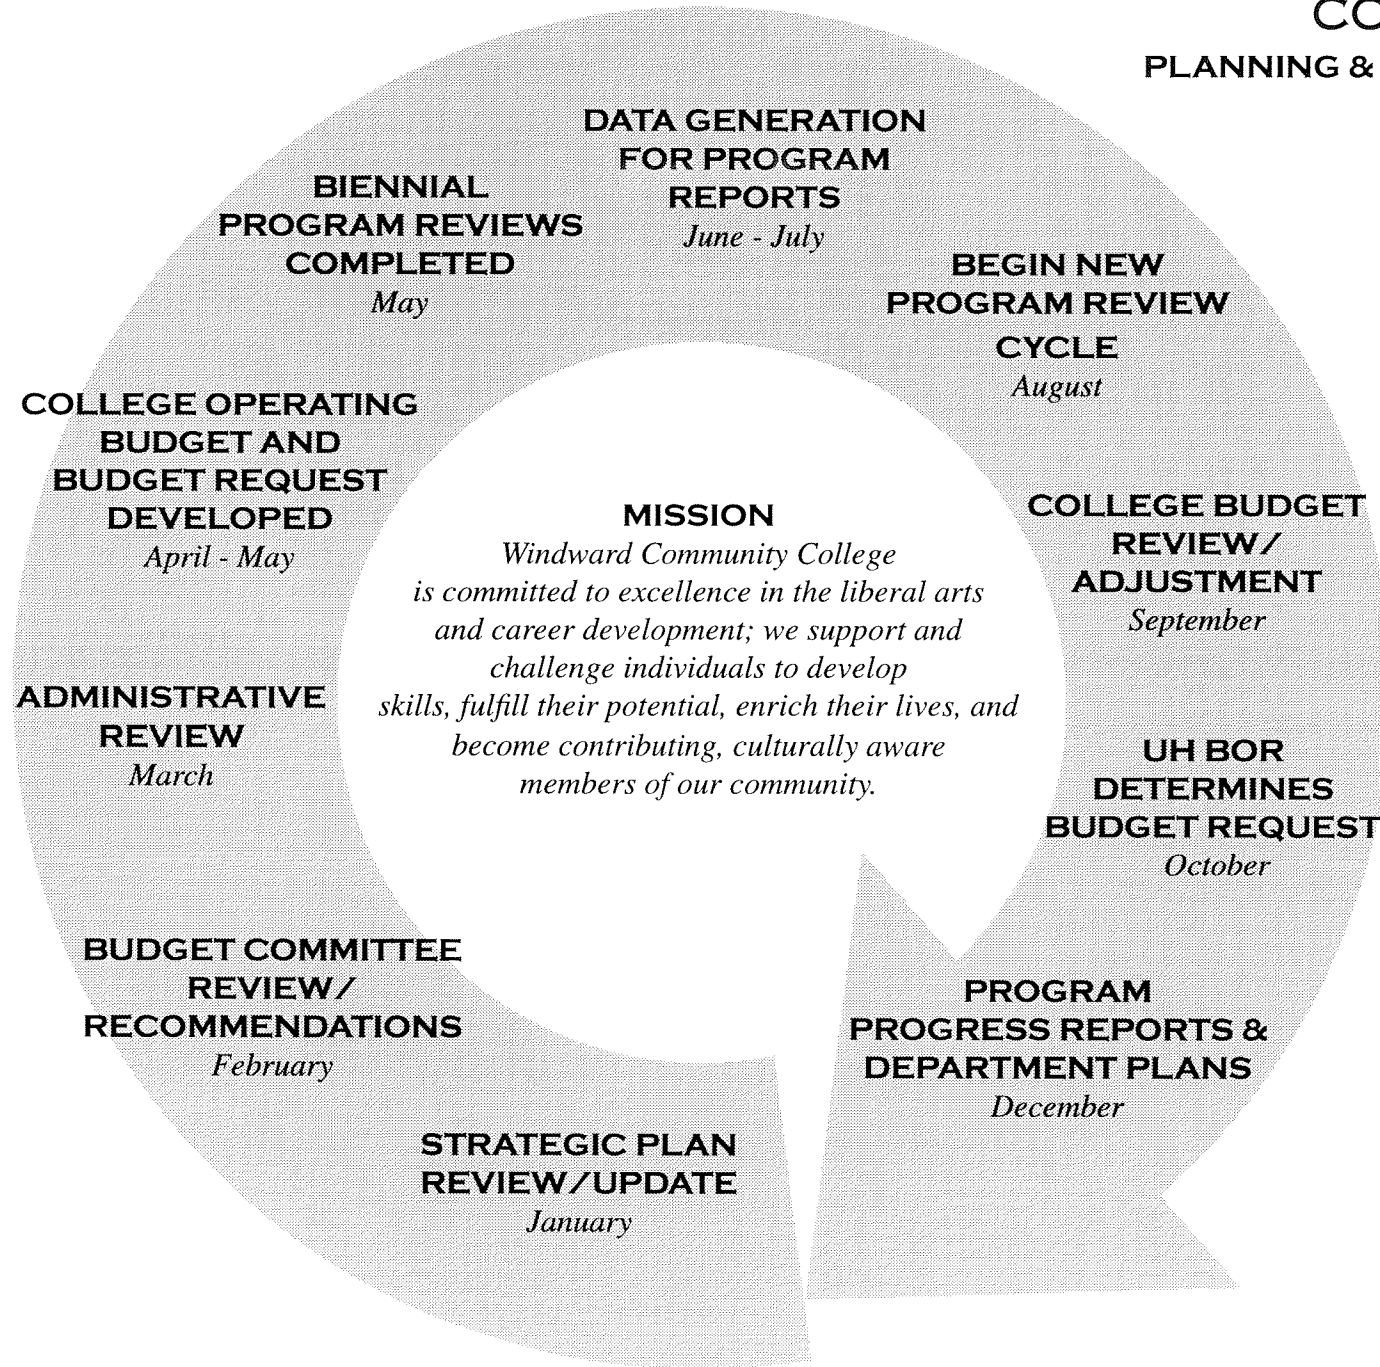 CO
PLANNING &
DATA GENERATION
FOR PROGRAM
REPORTS
June - July
BIENNIAL
PROGRAM REVIEWS
COMPLETED
May
BEGIN NEW
PROGRAM REVIEW
CYCLE
August
COLLEGE OPERATING
BUDGET AND
BUDGET REQUEST
DEVELOPED
April - May
COLLEGE BUDGET
REVIEW/
ADJUSTMENT
September
MISSION
Windward Community College
is committed to excellence in the liberal arts
and career development; we support and
challenge individuals to develop
skills, fulfill their potential, enrich their lives, and
become contributing, culturally aware
members of our community.
ADMINISTRATIVE
REVIEW
March
UH BOR
DETERMINES
BUDGET REQUEST
October
BUDGET COMMITTEE
REVIEW/
RECOMMENDATIONS
February
PROGRAM
PROGRESS REPORTS &
DEPARTMENT PLANS
December
STRATEGIC PLAN
REVIEW/UPDATE
January